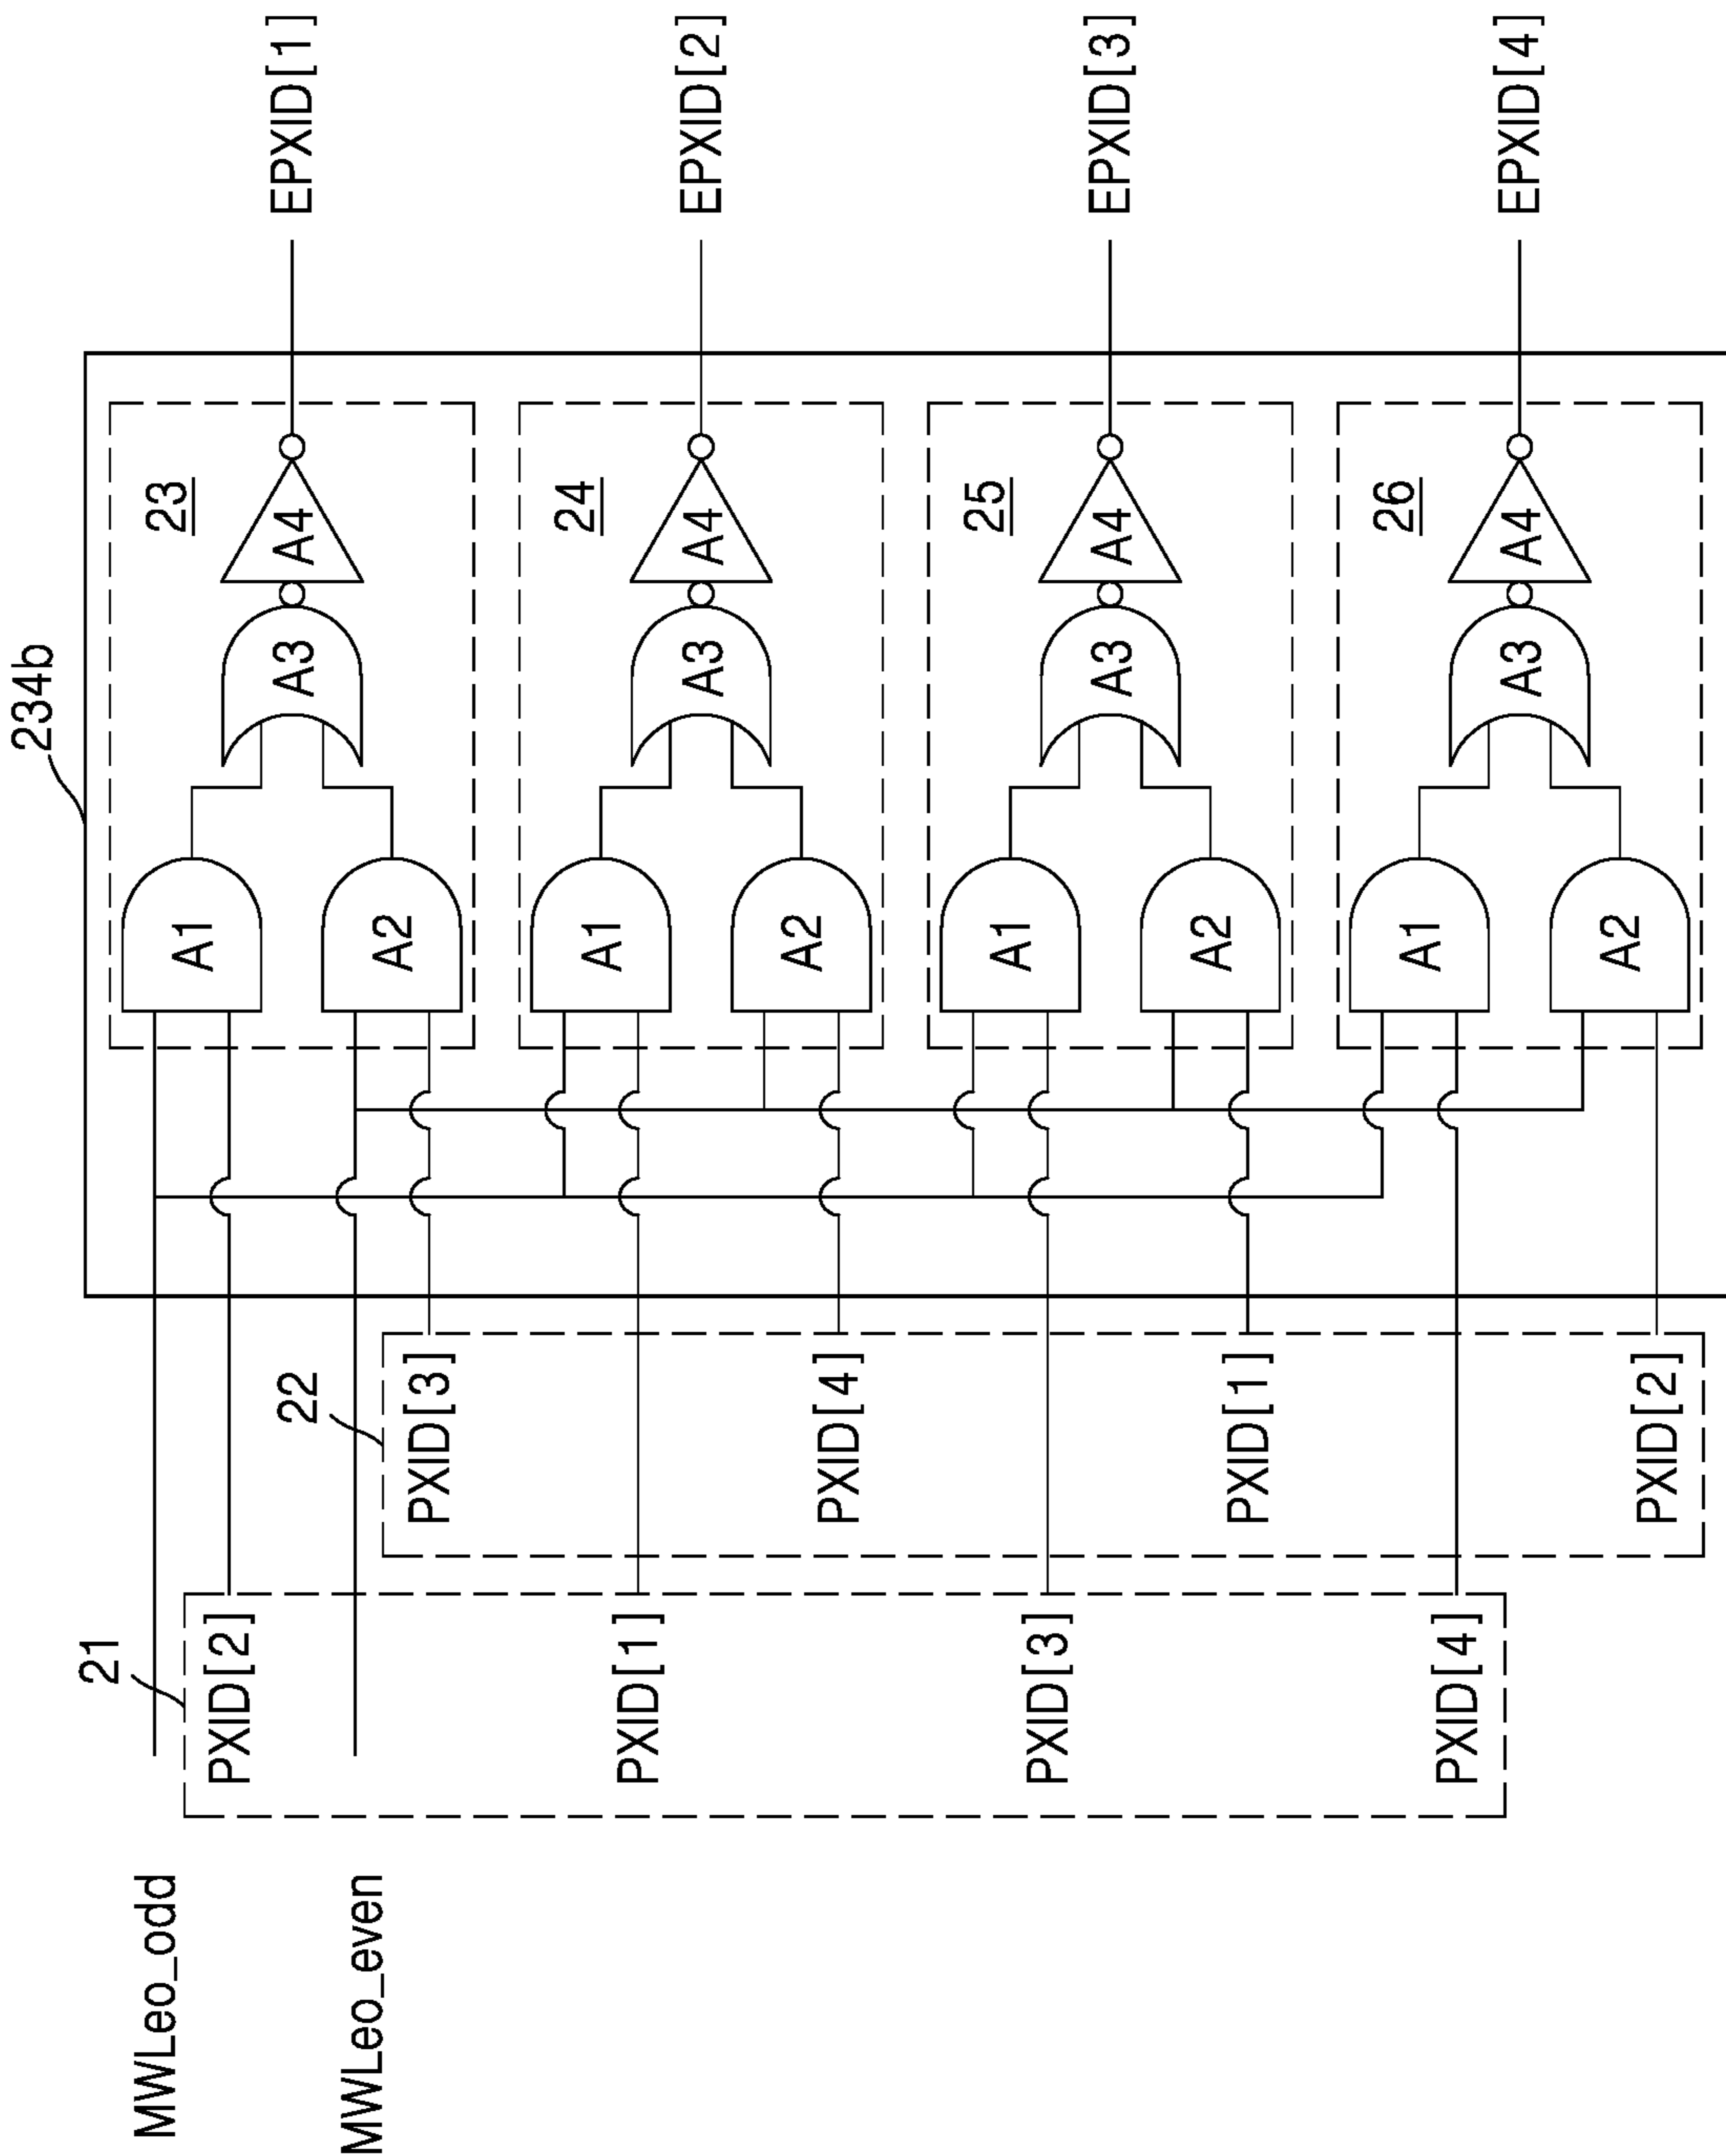 234b
MWLeo_odd
21
PXID[2]
MWLeo_even
22
PXID[3]
A1
A2
A3
A4
23
EPXID[1]
PXID[1]
PXID[4]
A1
A2
A3
A4
24
EPXID[2]
PXID[3]
PXID[1]
A1
A2
A3
A4
25
EPXID[3]
PXID[4]
PXID[2]
A1
A2
A3
A4
26
EPXID[4]